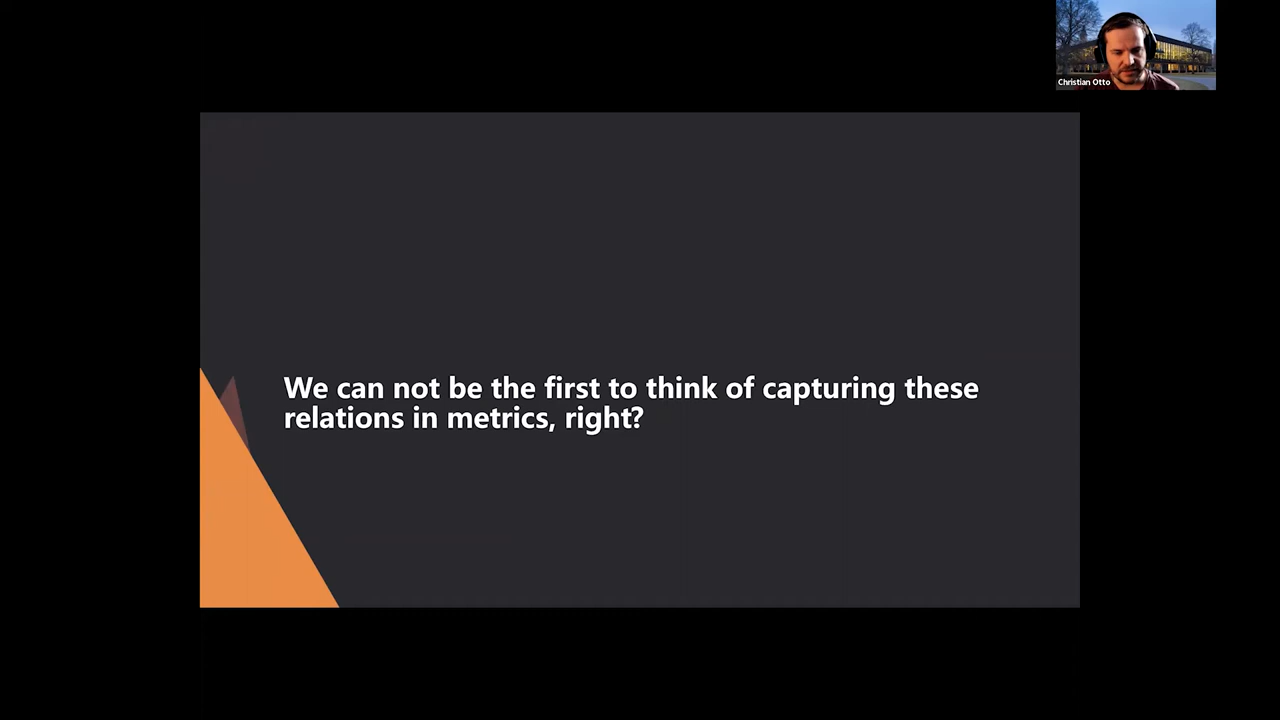 Christian Otto
We can not be the first to think of capturing these
relations in metrics, right?